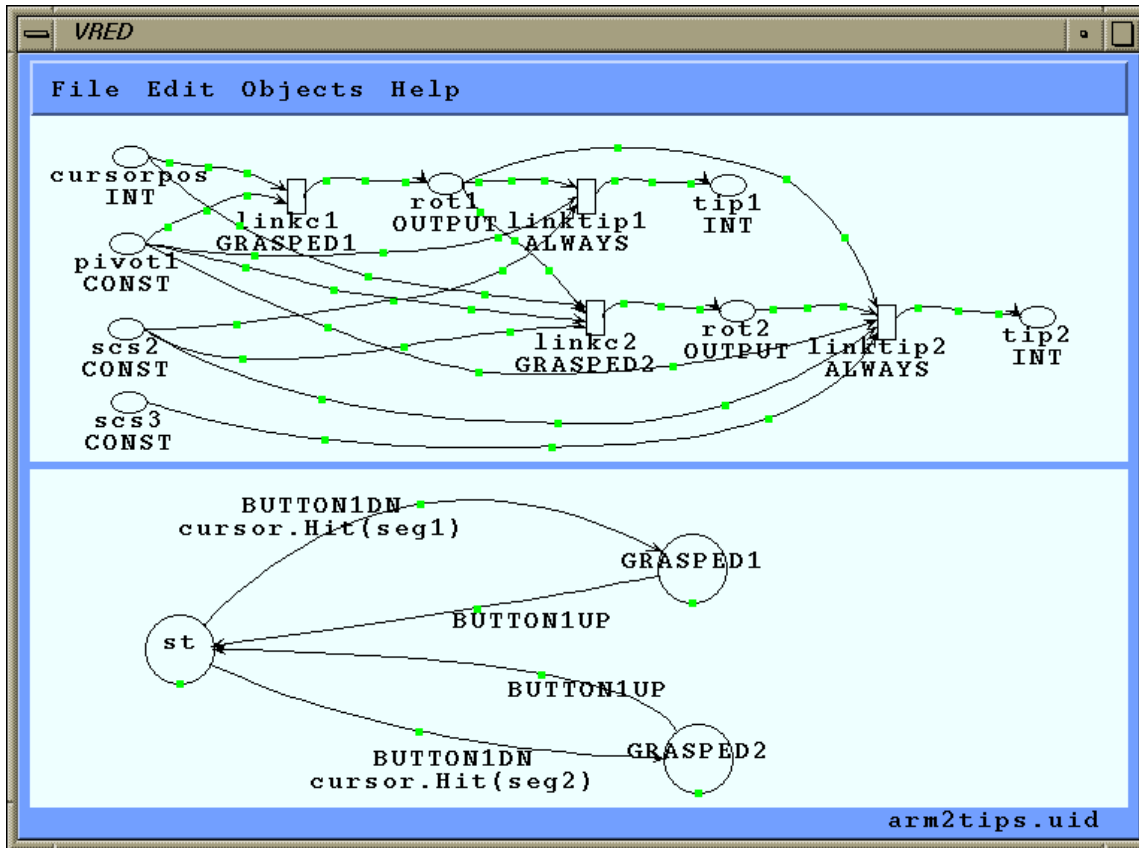 VRED
File Edit Objects Help
cursorpos
INT
linkc1
GRASPED1
rot1
OUTPUT
linktip1
ALWAYS
tip1
INT
pivot1
CONST
scs2
CONST
linkc2
GRASPED2
rot2
OUTPUT
linktip2
ALWAYS
tip2
INT
scs3
CONST
BUTTON1DN
cursor.Hit(seg1)
GRASPED1
BUTTON1UP
st
BUTTON1UP
GRASPED2
BUTTON1DN
cursor.Hit(seg2)
arm2tips.uid